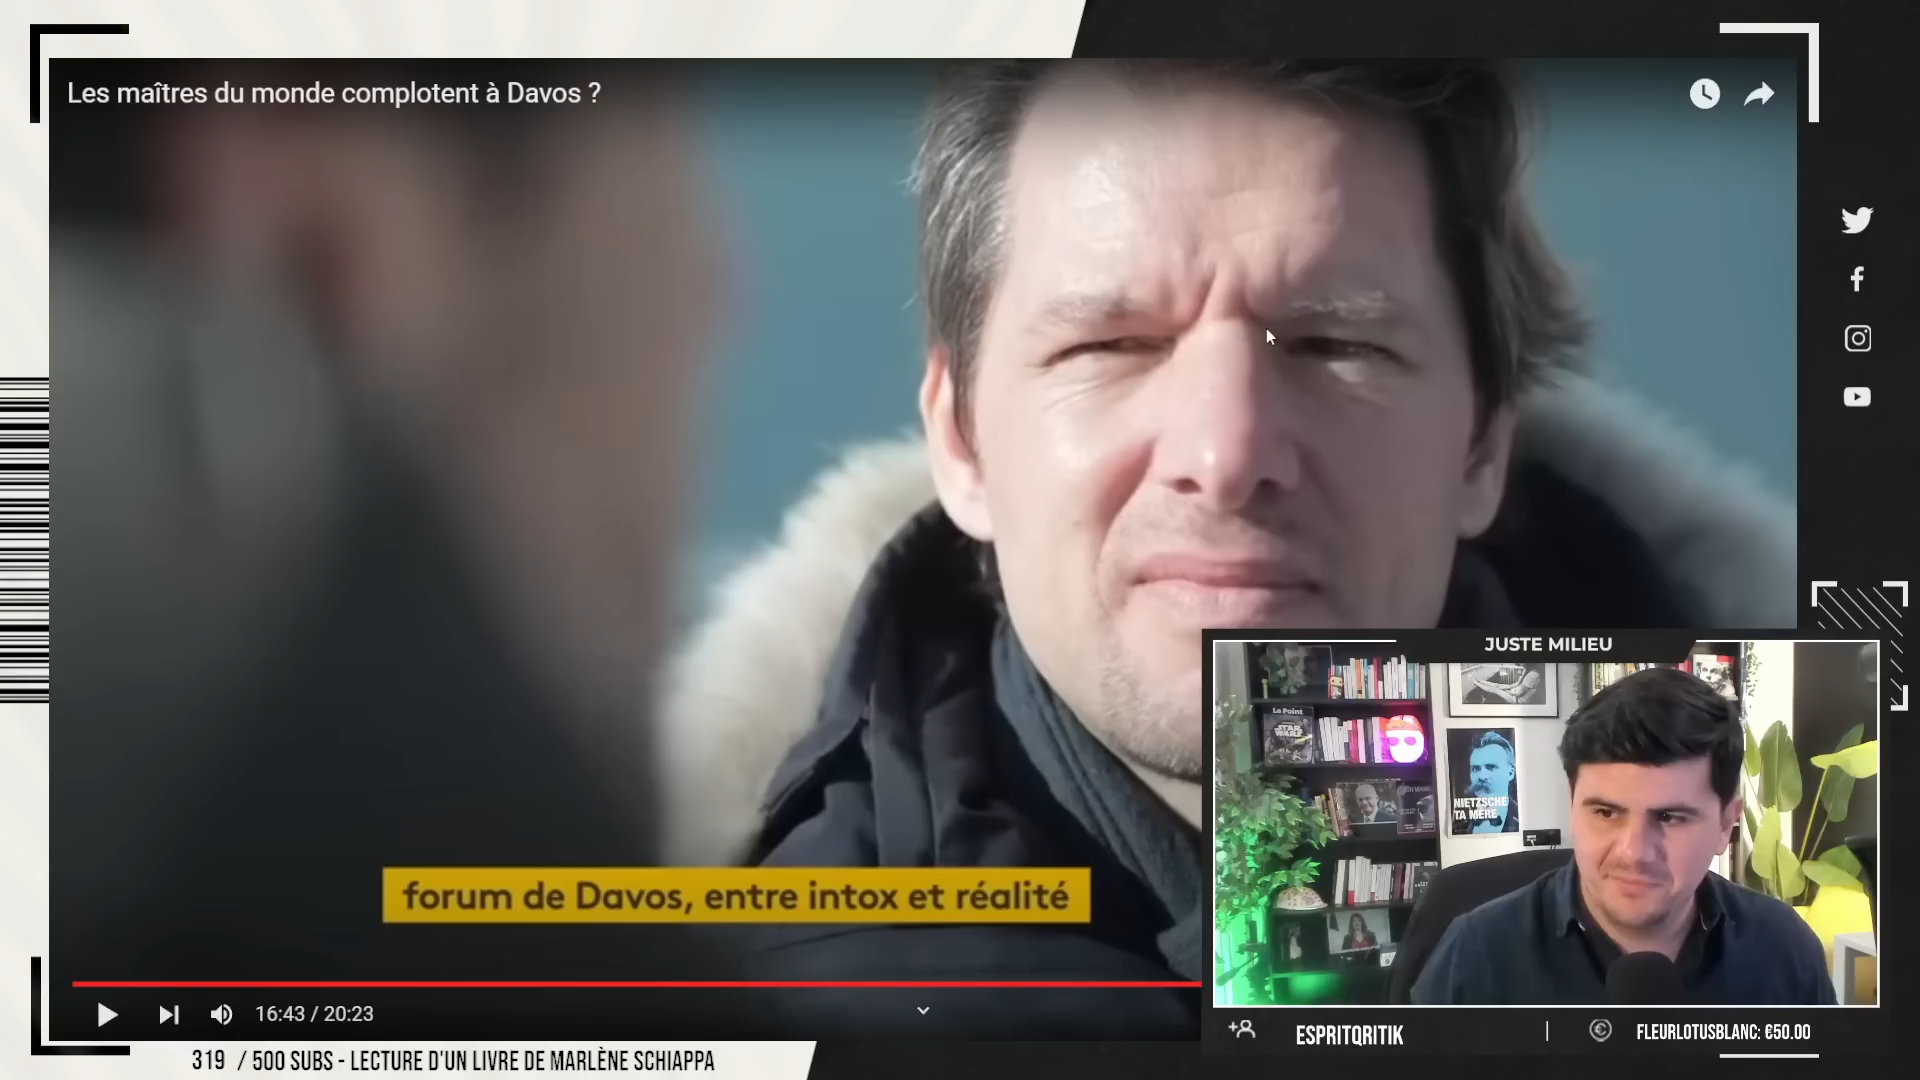 Les maîtres du monde complotent à Davos ?
forum de Davos, entre intox et réalité
16:43 / 20:23
JUSTE MILIEU
Le Point
STAR WARS
NIETZSCHE
TA MÈRE
ESPRITQRITIK
FLEURLOTUSBLANC: €50.00
319 / 500 SUBS - LECTURE D'UN LIVRE DE MARLÈNE SCHIAPPA